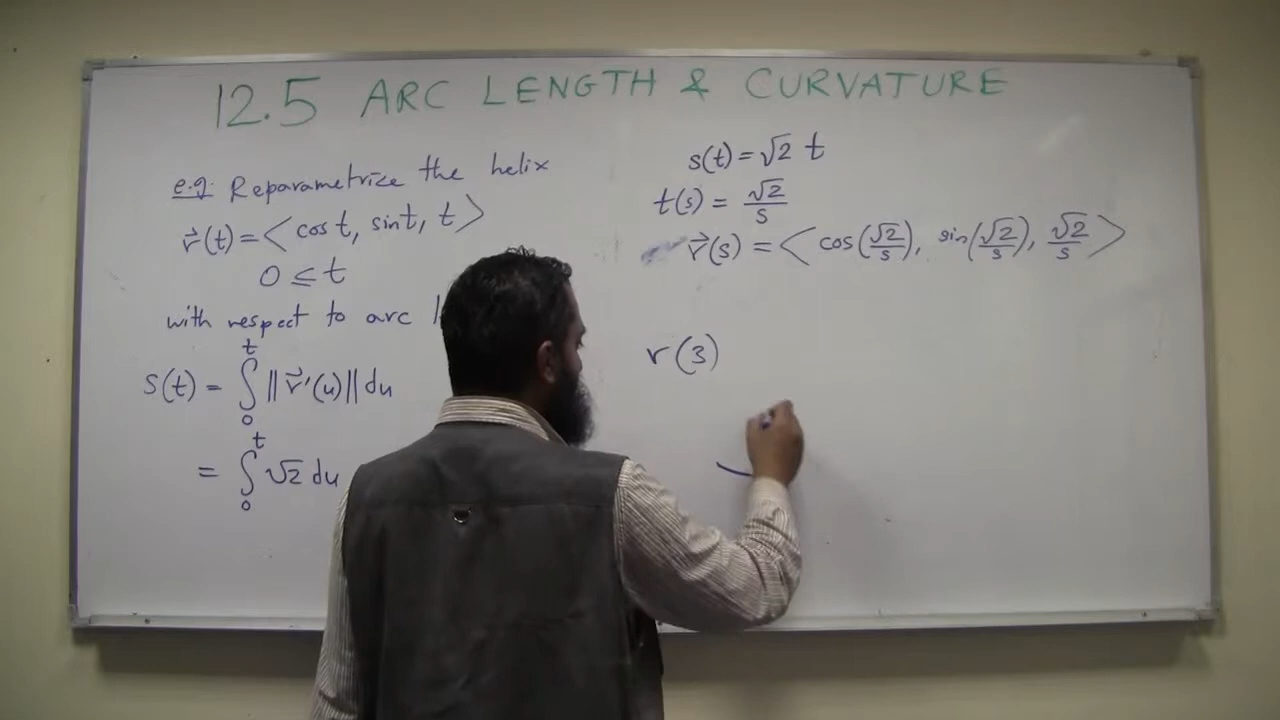 12.5 ARC LENGTH & CURVATURE
e.g: Reparametrize the helix
r⃗(t) = < cos t, sin t, t >
0 ≤ t
with respect to arc
s(t) = ∫₀ᵗ ||r⃗'(u)|| du
= ∫₀ᵗ √2 du
s(t) = √2 t
t(s) = √2/s
r⃗(s) = < cos(√2/s), sin(√2/s), √2/s >
r(3)